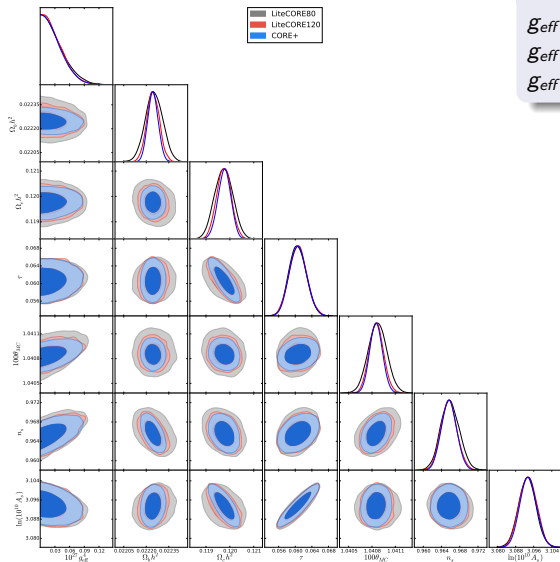 LiteCORE80
LiteCORE120
CORE+
g_eff
g_eff
g_eff
Ω_b h²
0.02235
0.02220
0.02205
Ω_c h²
0.121
0.120
0.119
τ
0.068
0.064
0.060
0.056
100θ_MC
1.0411
1.0408
1.0405
n_s
0.972
0.968
0.964
0.960
ln(10¹⁰ A_s)
3.104
3.096
3.088
3.080
0.03 0.06 0.09 0.12
0.02205 0.02220 0.02235
0.119 0.120 0.121
0.056 0.060 0.064 0.068
1.0405 1.0408 1.0411
0.960 0.964 0.968 0.972
3.080 3.088 3.096 3.104
Ω_b h²
Ω_c h²
τ
100θ_MC
n_s
ln(10¹⁰ A_s)